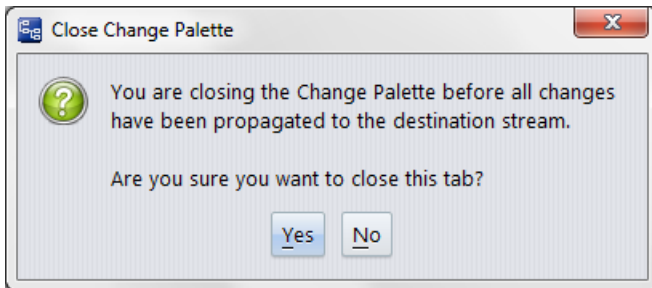 Close Change Palette
You are closing the Change Palette before all changes
have been propagated to the destination stream.
Are you sure you want to close this tab?
Yes No